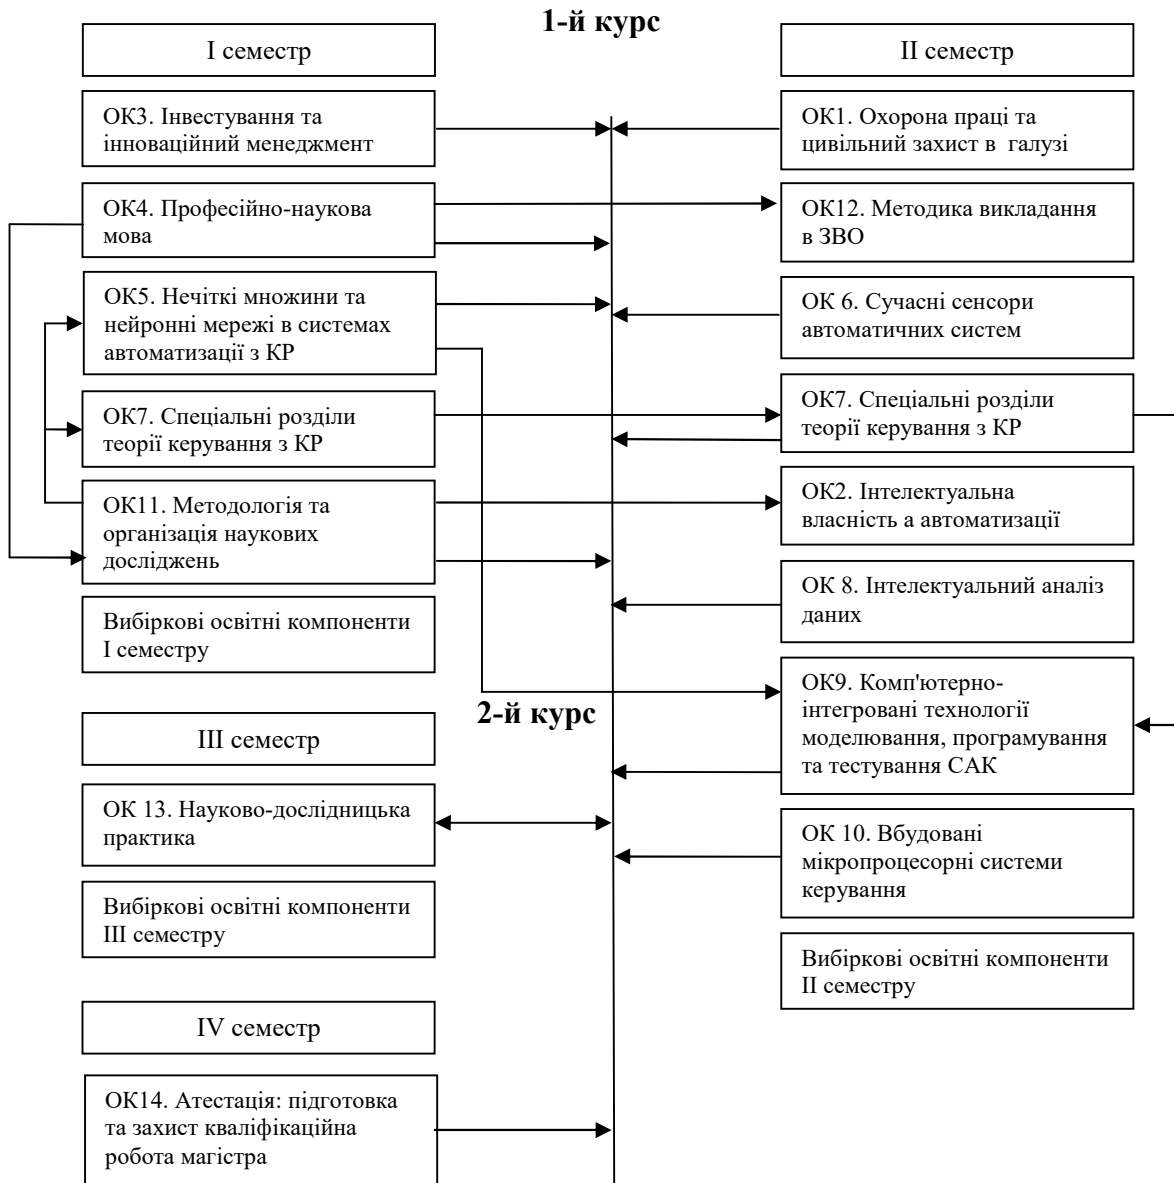 1-й курс
I семестр
ОК3. Інвестування та
інноваційний менеджмент
ОК4. Професійно-наукова
мова
ОК5. Нечіткі множини та
нейронні мережі в системах
автоматизації з КР
ОК7. Спеціальні розділи
теорії керування з КР
ОК11. Методологія та
організація наукових
досліджень
Вибіркові освітні компоненти
I семестру
II семестр
ОК1. Охорона праці та
цивільний захист в галузі
ОК12. Методика викладання
в ЗВО
ОК 6. Сучасні сенсори
автоматичних систем
ОК7. Спеціальні розділи
теорії керування з КР
ОК2. Інтелектуальна
власність а автоматизації
ОК 8. Інтелектуальний аналіз
даних
ОК9. Комп'ютерно-
інтегровані технології
моделювання, програмування
та тестування САК
ОК 10. Вбудовані
мікропроцесорні системи
керування
Вибіркові освітні компоненти
II семестру
2-й курс
III семестр
ОК 13. Науково-дослідницька
практика
Вибіркові освітні компоненти
III семестру
IV семестр
ОК14. Атестація: підготовка
та захист кваліфікаційна
робота магістра